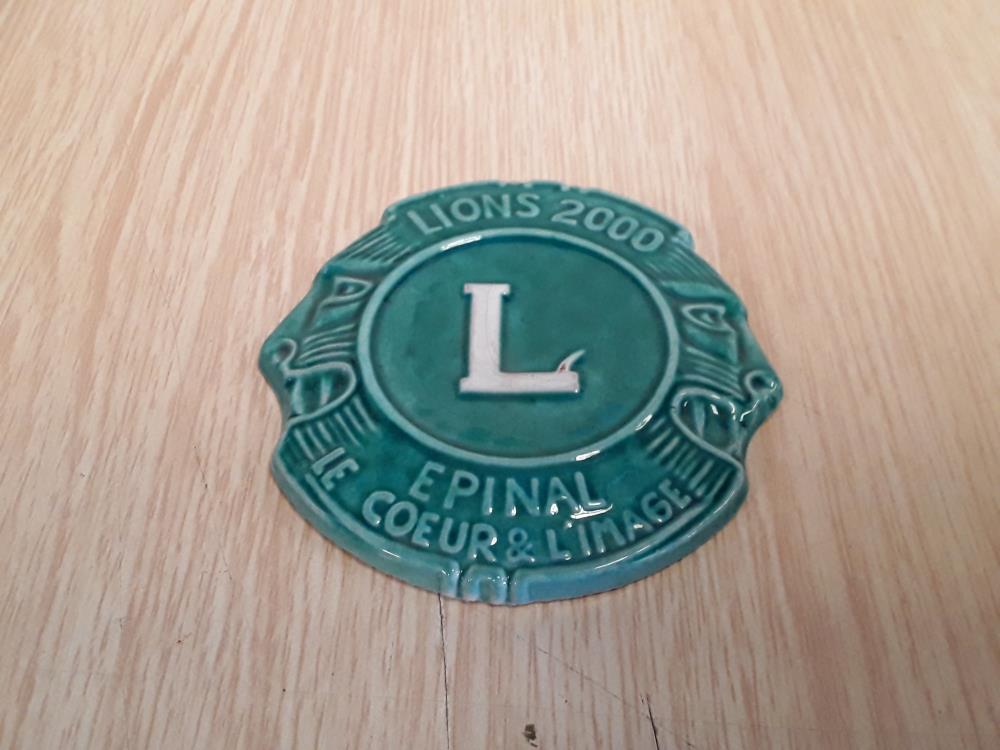 LIONS 2000
L
EPINAL
LE COEUR & L'IMAGE